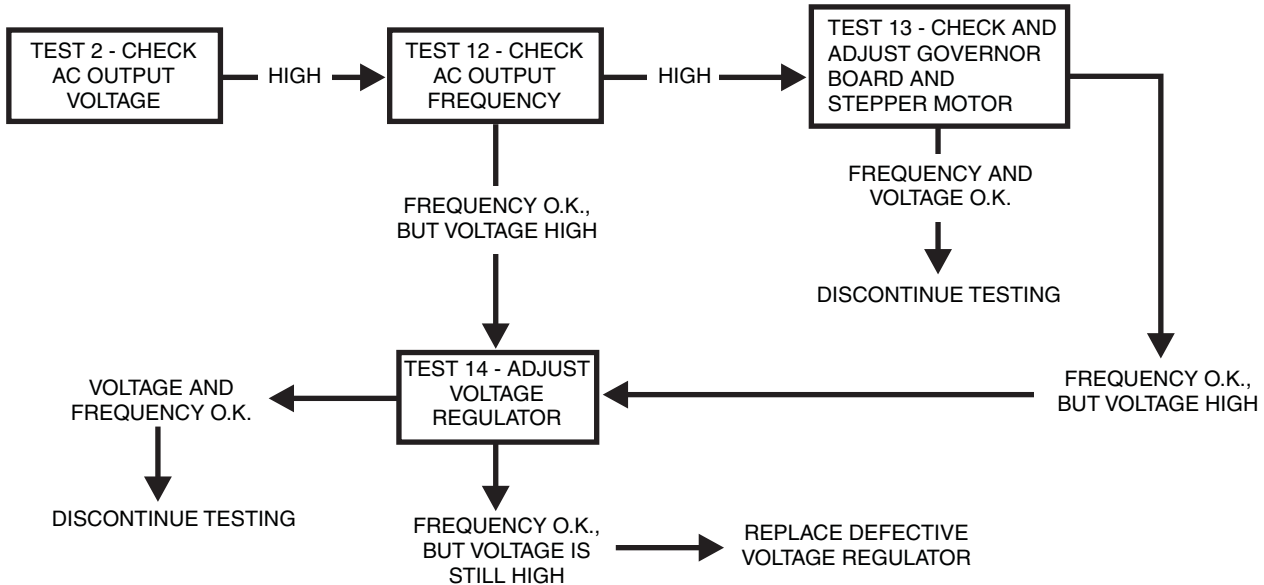 TEST 2 - CHECK
AC OUTPUT
VOLTAGE
HIGH
TEST 12 - CHECK
AC OUTPUT
FREQUENCY
HIGH
TEST 13 - CHECK AND
ADJUST GOVERNOR
BOARD AND
STEPPER MOTOR
FREQUENCY AND
VOLTAGE O.K.
DISCONTINUE TESTING
FREQUENCY O.K.,
BUT VOLTAGE HIGH
FREQUENCY O.K.,
BUT VOLTAGE HIGH
TEST 14 - ADJUST
VOLTAGE
REGULATOR
VOLTAGE AND
FREQUENCY O.K.
DISCONTINUE TESTING
FREQUENCY O.K.,
BUT VOLTAGE IS
STILL HIGH
REPLACE DEFECTIVE
VOLTAGE REGULATOR